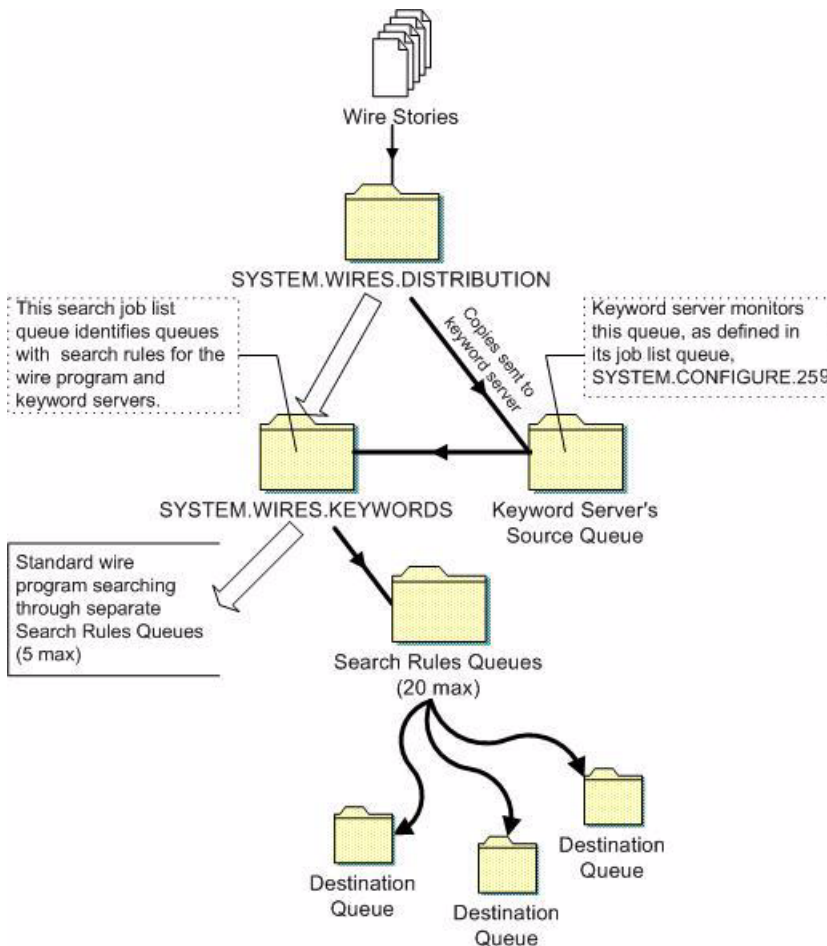 Wire Stories
SYSTEM.WIRES.DISTRIBUTION
This search job list
queue identifies queues
with search rules for the
wire program and
keyword servers.
Copies sent to
keyword server
Keyword server monitors
this queue, as defined in
its job list queue,
SYSTEM.CONFIGURE.259
SYSTEM.WIRES.KEYWORDS
Keyword Server's
Source Queue
Standard wire
program searching
through separate
Search Rules Queues
(5 max)
Search Rules Queues
(20 max)
Destination
Queue
Destination
Queue
Destination
Queue